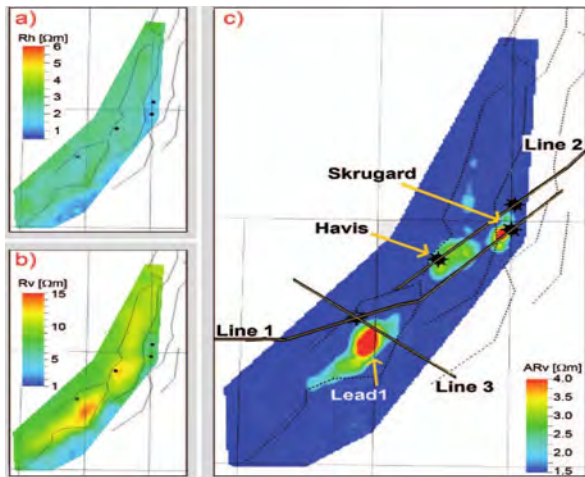 a)
Rh [Ωm]
6
5
4
3
2
1
b)
Rv [Ωm]
15
10
5
1
c)
Line 2
Skrugard
Havis
Line 1
Line 3
Lead1
ARv
4.0
3.5
3.0
2.5
2.0
1.5